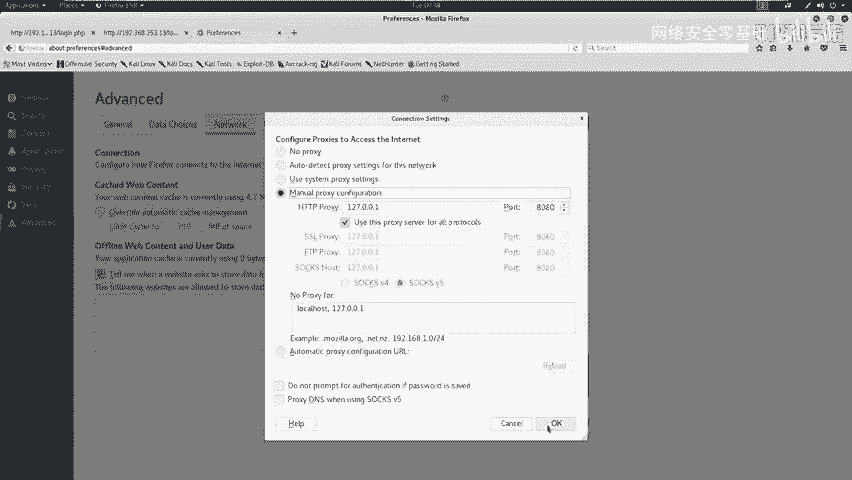 Applications
Places
Firefox ESR
Tue 09:48
Preferences - Mozilla Firefox
http://192.1...13/login.php
http://192.168.253.13/to...
Preferences
网络安全零基础
Firefox
about:preferences#advanced
Search
Most Visited
Offensive Security
Kali Linux
Kali Docs
Kali Tools
Exploit-DB
Aircrack-ng
Kali Forums
NetHunter
Getting Started
Advanced
General
Data Choices
Network
Connection
Configure how Firefox connects to the Internet
Cached Web Content
Your web content cache is currently using
Override automatic cache management
Offline Web Content and User Data
Your application cache is currently using 0 bytes
Tell me when a website asks to store data
The following websites are allowed to store data
Connection Settings
Configure Proxies to Access the Internet
No proxy
Auto-detect proxy settings for this network
Use system proxy settings
Manual proxy configuration:
HTTP Proxy: 127.0.0.1 Port: 8080
Use this proxy server for all protocols
SSL Proxy: 127.0.0.1 Port: 8080
FTP Proxy: 127.0.0.1 Port: 8080
SOCKS Host: 127.0.0.1 Port: 8080
SOCKS v4 SOCKS v5
No Proxy for:
localhost, 127.0.0.1
Example: .mozilla.org, .net.nz, 192.168.1.0/24
Automatic proxy configuration URL:
Reload
Do not prompt for authentication if password is saved
Proxy DNS when using SOCKS v5
Help Cancel OK